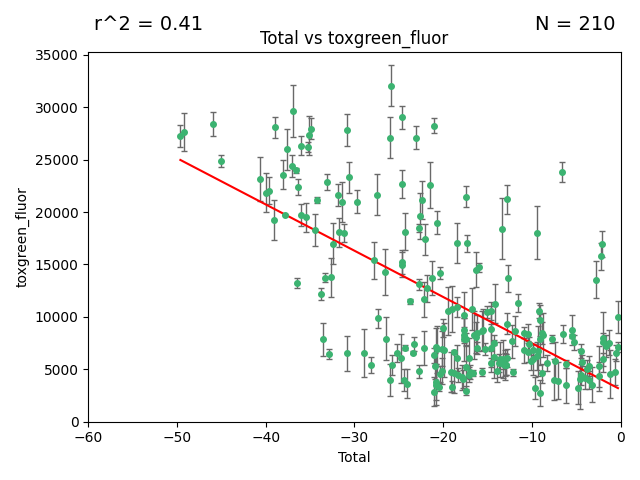 r^2 = 0.41 N = 210
Total vs toxgreen_fluor
35000
30000
25000
20000
15000
10000
5000
0
toxgreen_fluor
−60 −50 −40 −30 −20 −10 0
Total